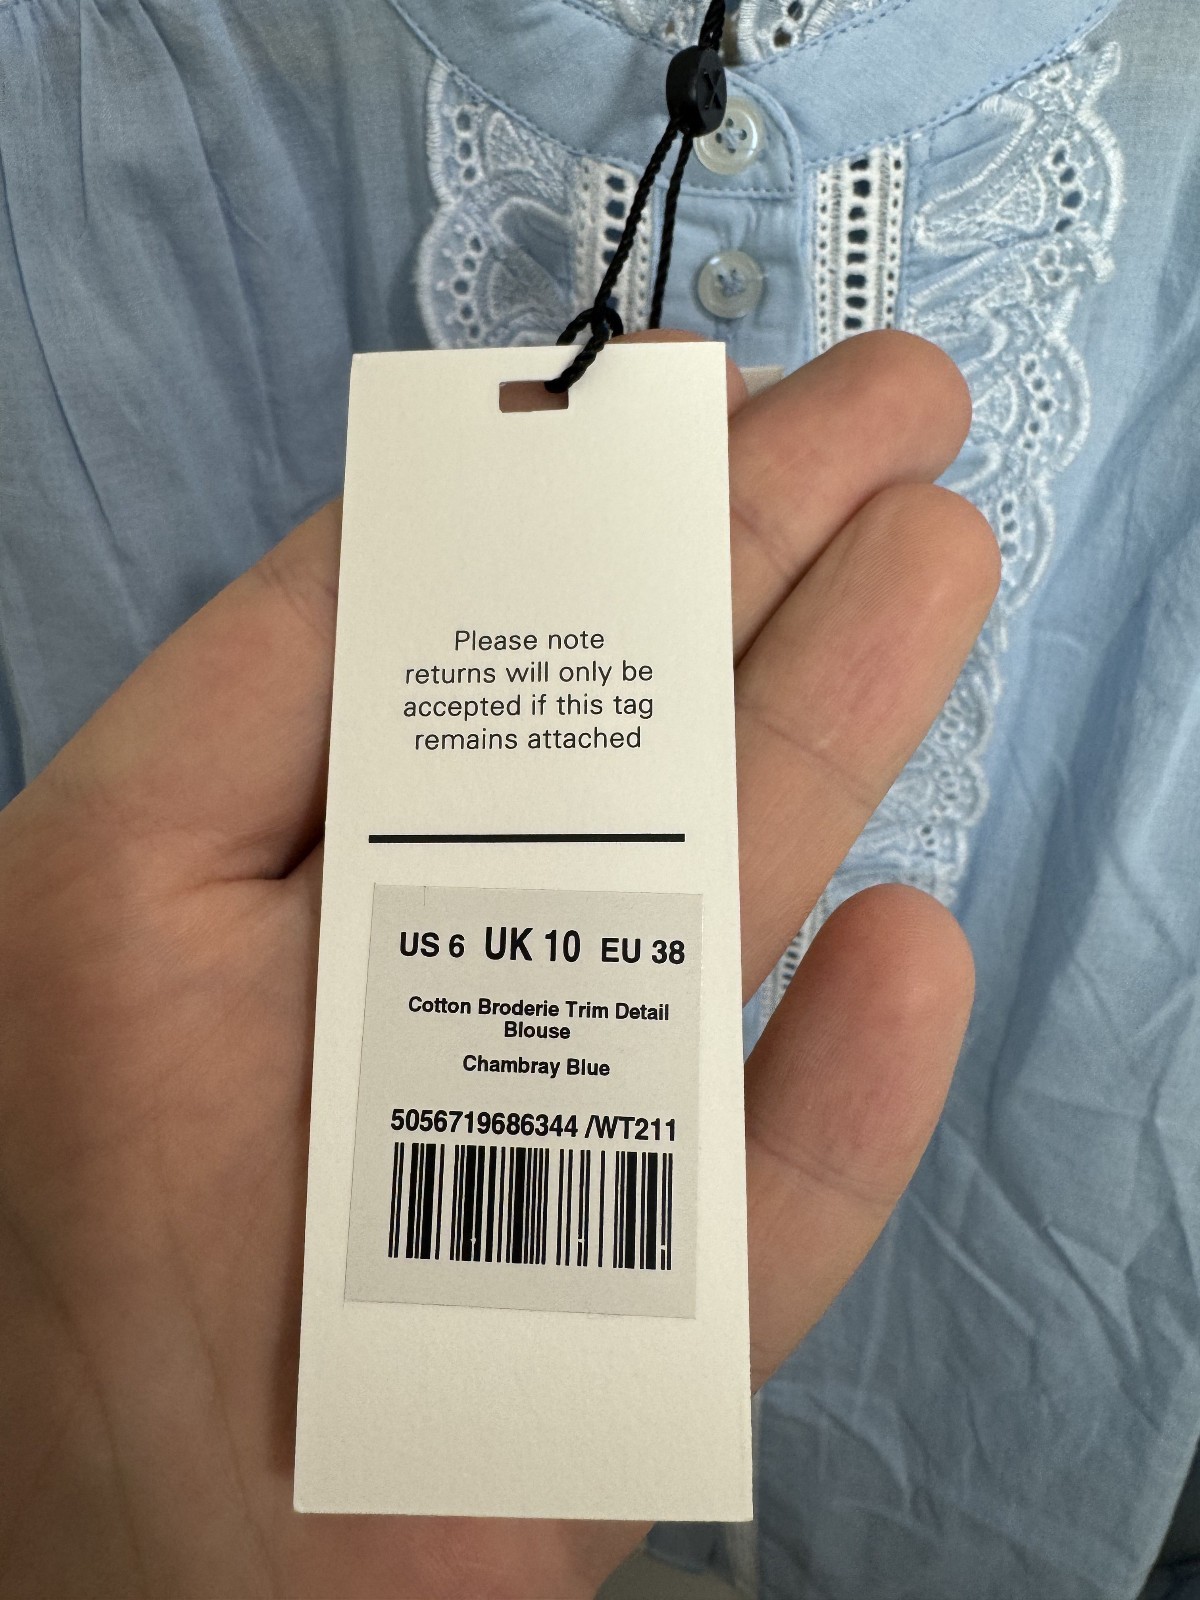 Please note
returns will only be
accepted if this tag
remains attached
US 6 UK 10 EU 38
Cotton Broderie Trim Detail
Blouse
Chambray Blue
5056719686344 /WT211